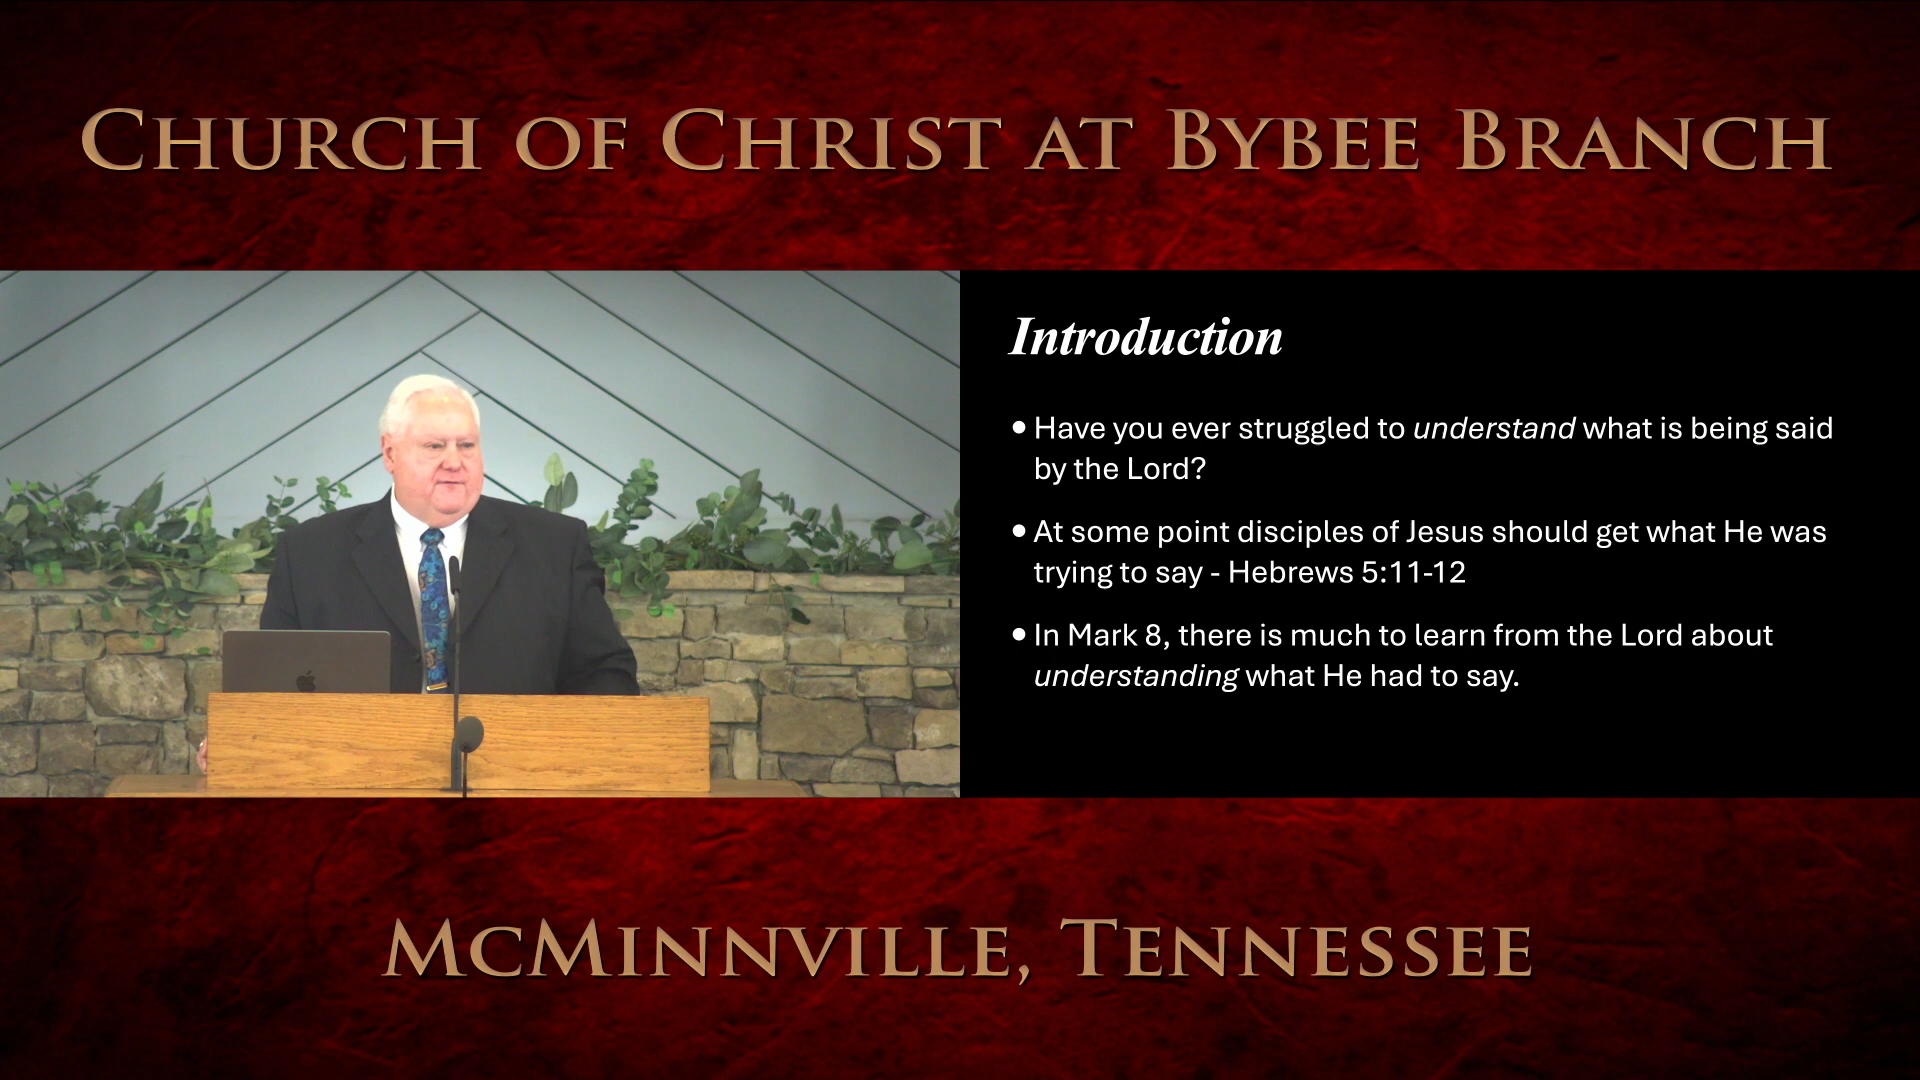 CHURCH OF CHRIST AT BYBEE BRANCH
Introduction
• Have you ever struggled to understand what is being said
by the Lord?
• At some point disciples of Jesus should get what He was
trying to say - Hebrews 5:11-12
• In Mark 8, there is much to learn from the Lord about
understanding what He had to say.
MCMINNVILLE, TENNESSEE